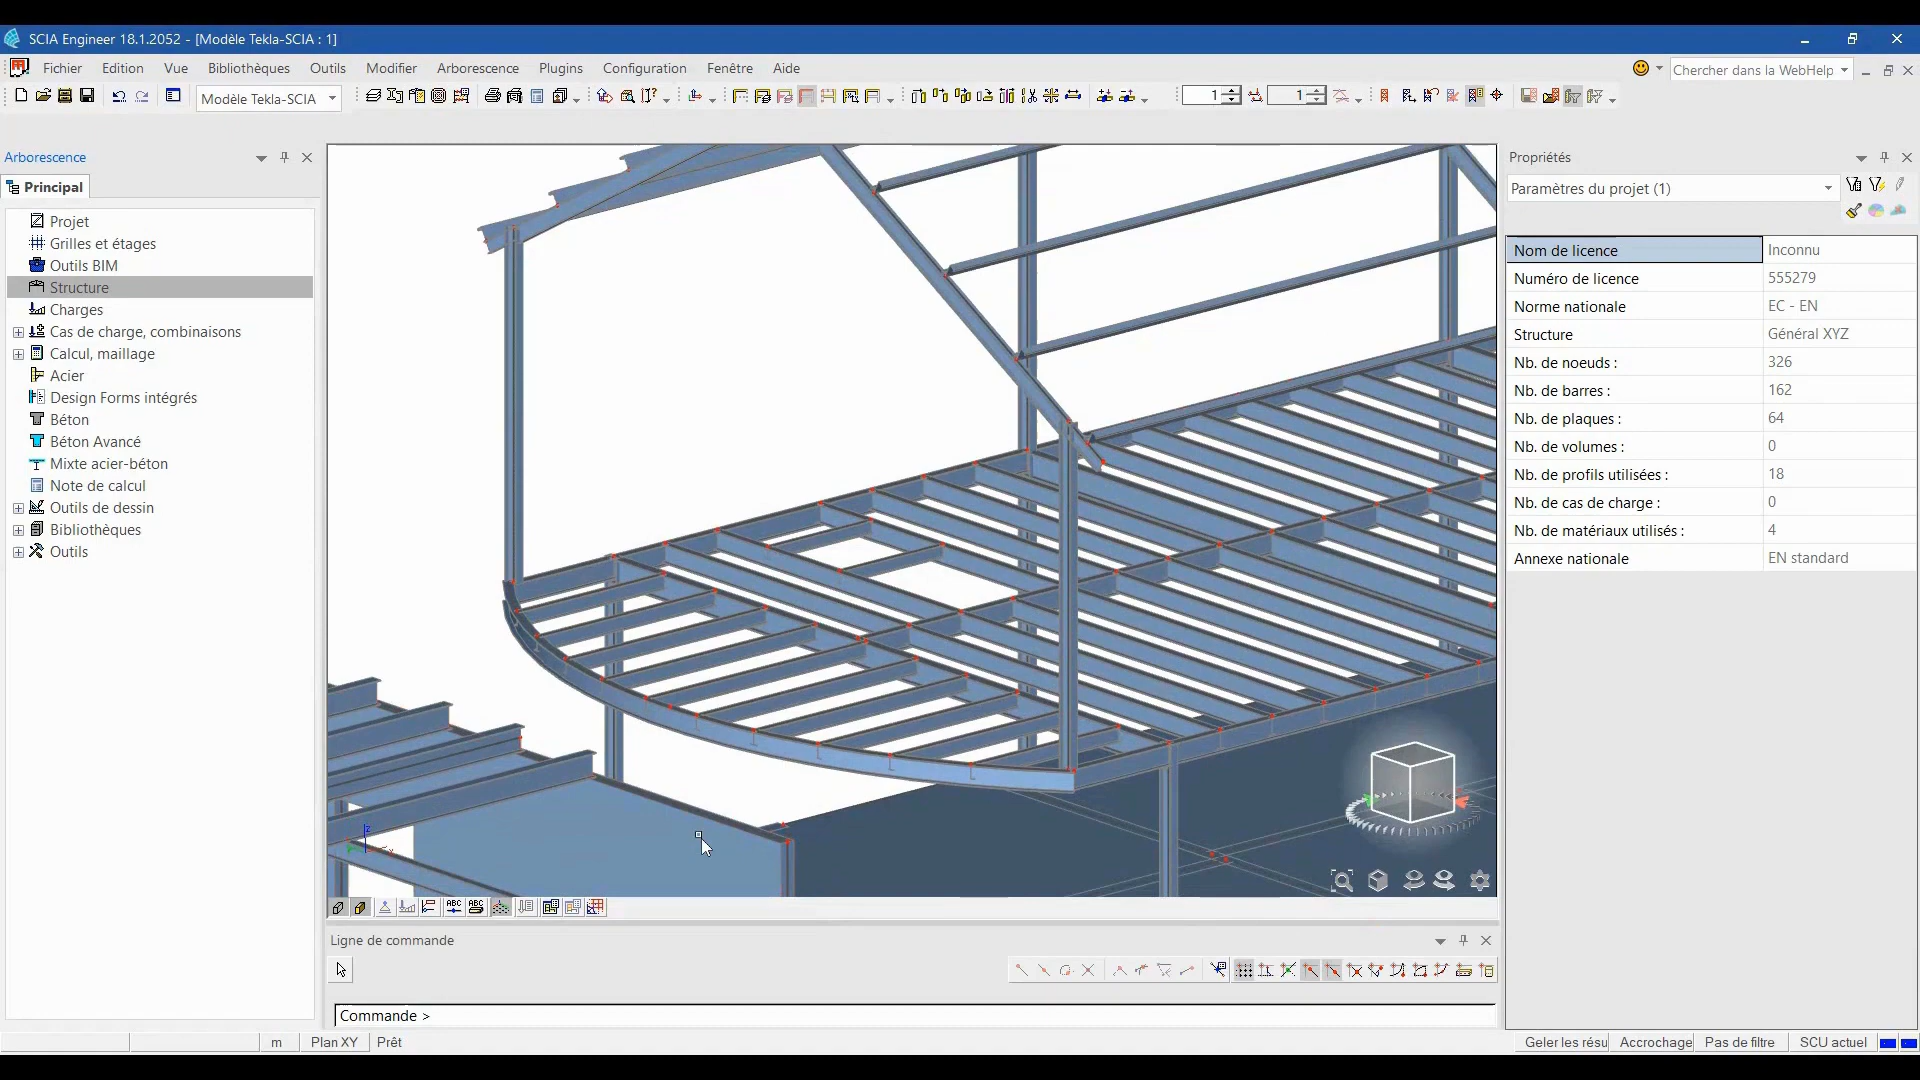 SCIA Engineer 18.1.2052 - [Modèle Tekla-SCIA : 1]
Fichier Edition Vue Bibliothèques Outils Modifier Arborescence Plugins Configuration Fenêtre Aide
Chercher dans la WebHelp
Modèle Tekla-SCIA
1
1
Arborescence
Principal
Projet
Grilles et étages
Outils BIM
Structure
Charges
Cas de charge, combinaisons
Calcul, maillage
Acier
Design Forms intégrés
Béton
Béton Avancé
Mixte acier-béton
Note de calcul
Outils de dessin
Bibliothèques
Outils
Z
ABC
ABC
Propriétés
Paramètres du projet (1)
Nom de licence Inconnu
Numéro de licence 555279
Norme nationale EC - EN
Structure Général XYZ
Nb. de noeuds : 326
Nb. de barres : 162
Nb. de plaques : 64
Nb. de volumes : 0
Nb. de profils utilisées : 18
Nb. de cas de charge : 0
Nb. de matériaux utilisés : 4
Annexe nationale EN standard
Ligne de commande
Commande >
m Plan XY Prêt
Geler les résu Accrochage Pas de filtre SCU actuel